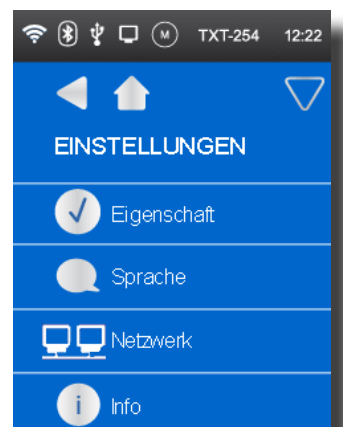 M TXT-254 12:22
EINSTELLUNGEN
Eigenschaft
Sprache
Netzwerk
i Info